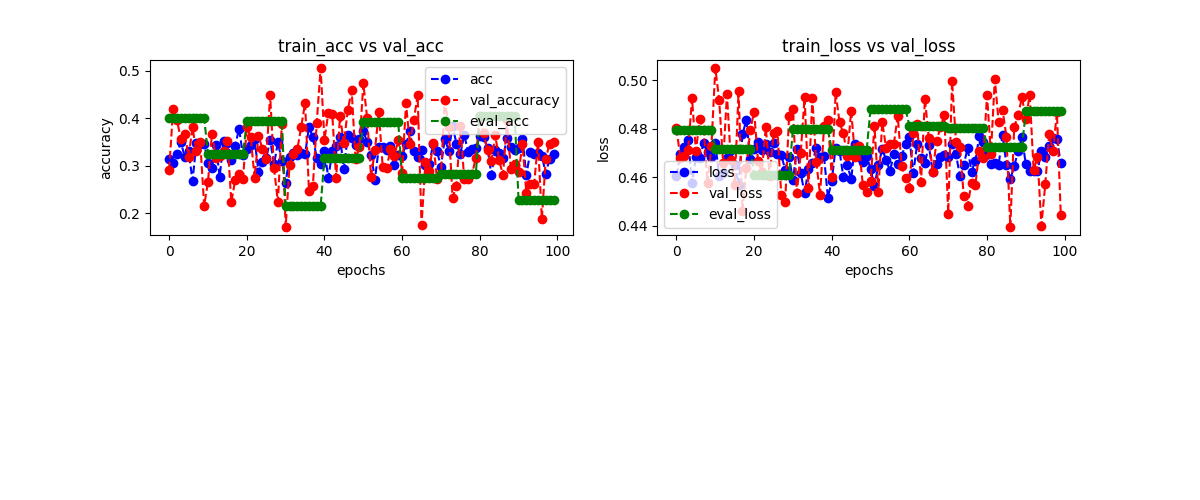 train_acc vs val_acc
accuracy
0.5
0.4
0.3
0.2
acc
val_accuracy
eval_acc
0
20
40
60
80
100
epochs
train_loss vs val_loss
loss
0.50
0.48
0.46
0.44
loss
val_loss
eval_loss
0
20
40
60
80
100
epochs